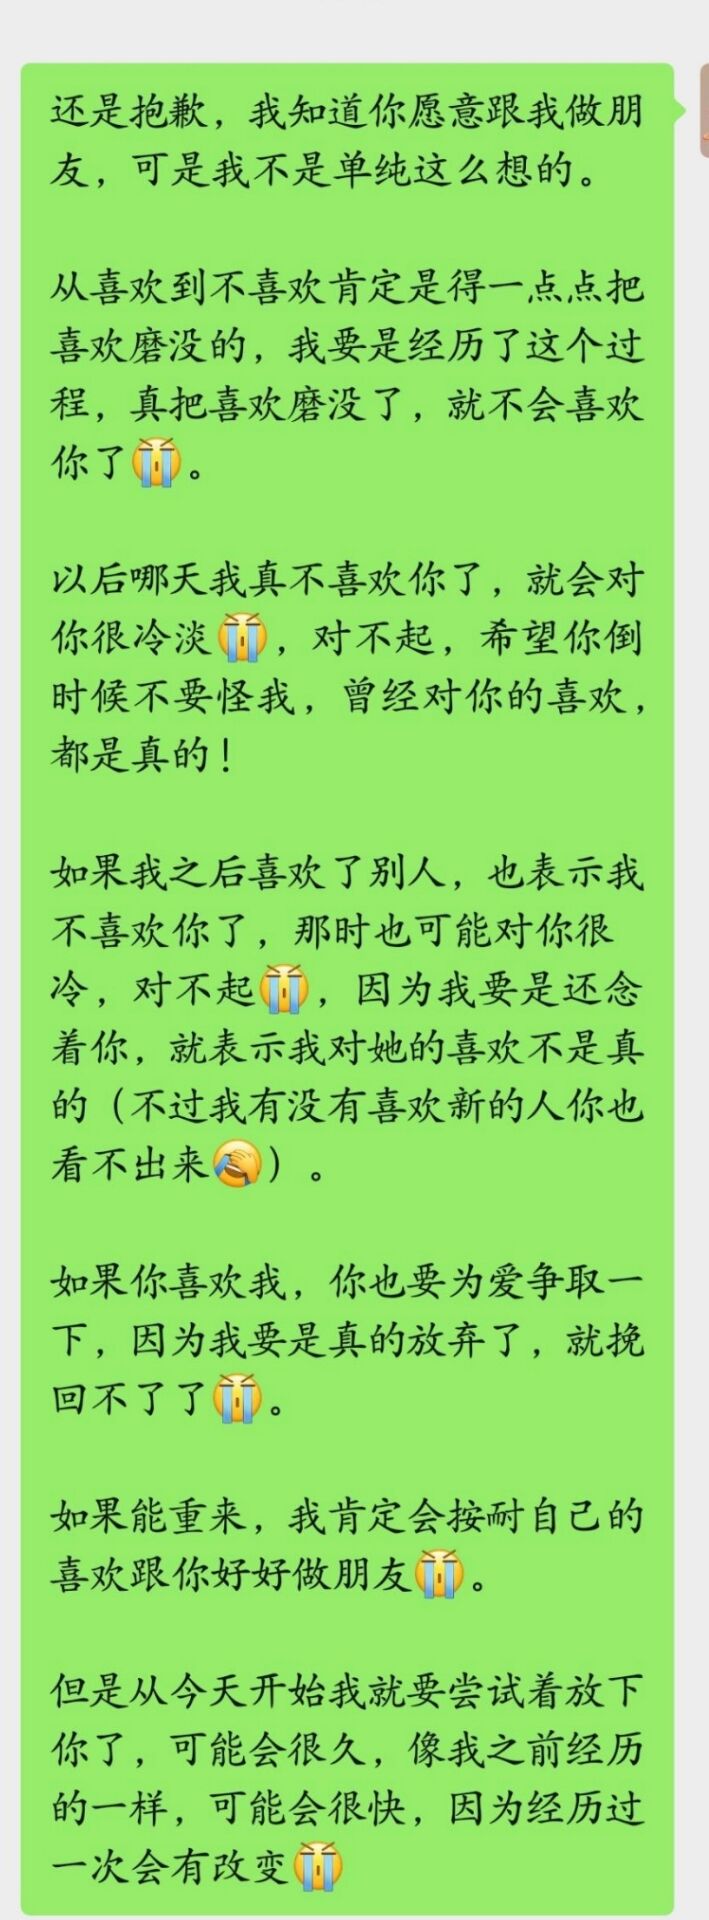 还是抱歉，我知道你愿意跟我做朋
友，可是我不是单纯这么想的。
从喜欢到不喜欢肯定是得一点点把
喜欢磨没的，我要是经历了这个过
程，真把喜欢磨没了，就不会喜欢
你了😭。
以后哪天我真不喜欢你了，就会对
你很冷淡😭，对不起，希望你倒
时候不要怪我，曾经对你的喜欢，
都是真的！
如果我之后喜欢了别人，也表示我
不喜欢你了，那时也可能对你很
冷，对不起😭，因为我要是还念
着你，就表示我对她的喜欢不是真
的（不过我有没有喜欢新的人你也
看不出来🤦）。
如果你喜欢我，你也要为爱争取一
下，因为我要是真的放弃了，就挽
回不了了😭。
如果能重来，我肯定会按耐自己的
喜欢跟你好好做朋友😭。
但是从今天开始我就要尝试着放下
你了，可能会很久，像我之前经历
的一样，可能会很快，因为经历过
一次会有改变😭